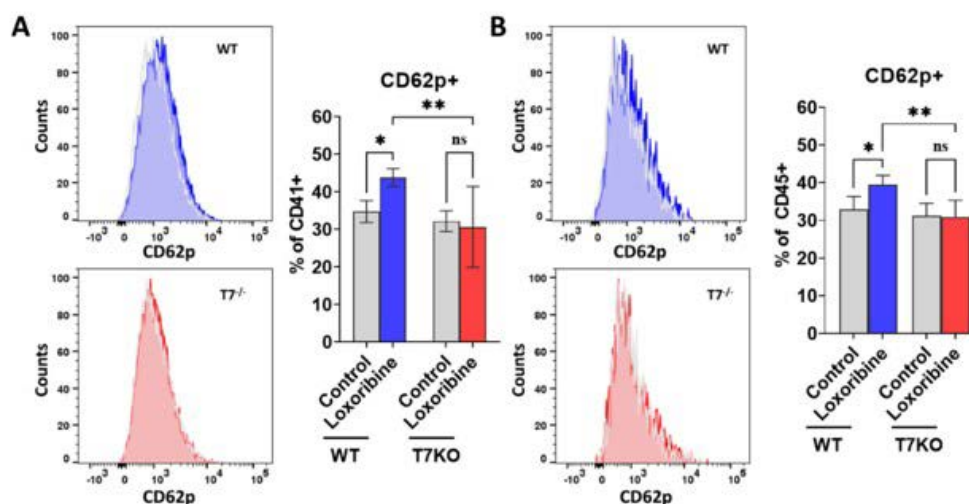 A
WT
100
80
60
40
20
0
Counts
-10³ 0 10³ 10⁴ 10⁵
CD62p
T7-/-
100
80
60
40
20
0
Counts
-10³ 0 10³ 10⁴ 10⁵
CD62p
CD62p+
**
* ns
60
50
40
30
20
10
0
% of CD41+
Control
Loxoribine
Control
Loxoribine
WT T7KO
B
WT
100
80
60
40
20
0
Counts
-10³ 0 10³ 10⁴ 10⁵
CD62p
T7-/-
100
80
60
40
20
0
Counts
-10³ 0 10³ 10⁴ 10⁵
CD62p
CD62p+
**
* ns
60
50
40
30
20
10
0
% of CD45+
Control
Loxoribine
Control
Loxoribine
WT T7KO